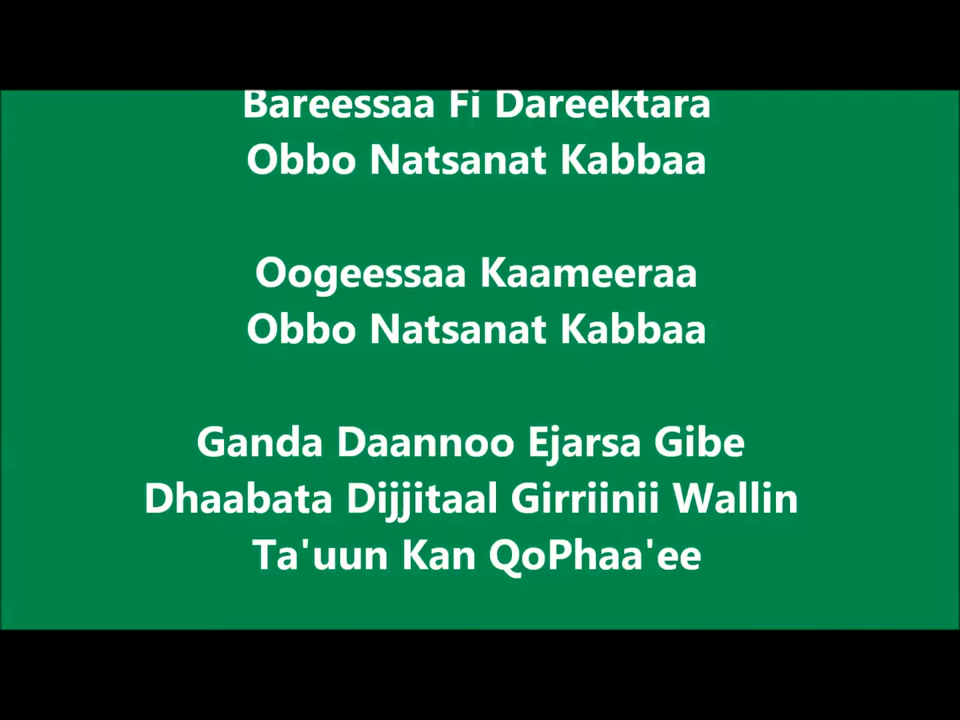 Bareessaa Fi Dareektara
Obbo Natsanat Kabbaa
Oogeessaa Kaameeraa
Obbo Natsanat Kabbaa
Ganda Daannoo Ejarsa Gibe
Dhaabata Dijjitaal Girriinii Wallin
Ta'uun Kan QoPhaa'ee